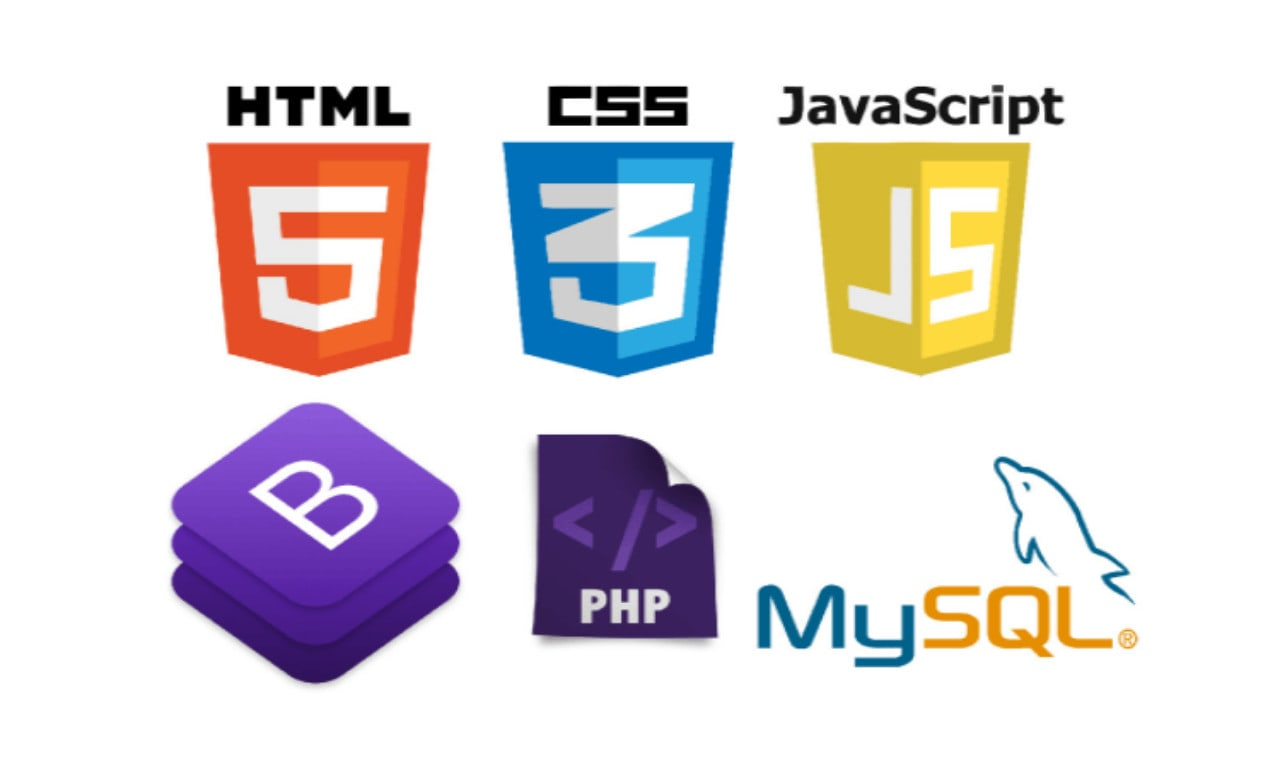 HTML CSS JavaScript
5 3 JS
B </> PHP
MySQL®